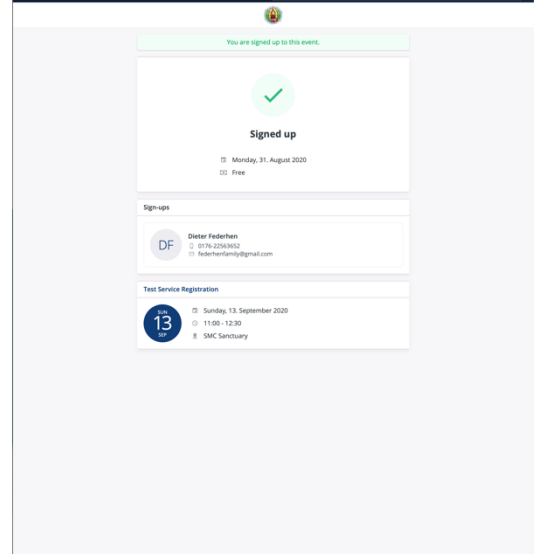 You are signed up to this event.
Signed up
Monday, 31. August 2020
Free
Sign-ups
DF
Dieter Federhen
0176-22563652
federhenfamily@gmail.com
Test Service Registration
SUN
13
SEP
Sunday, 13. September 2020
11:00 - 12:30
SMC Sanctuary